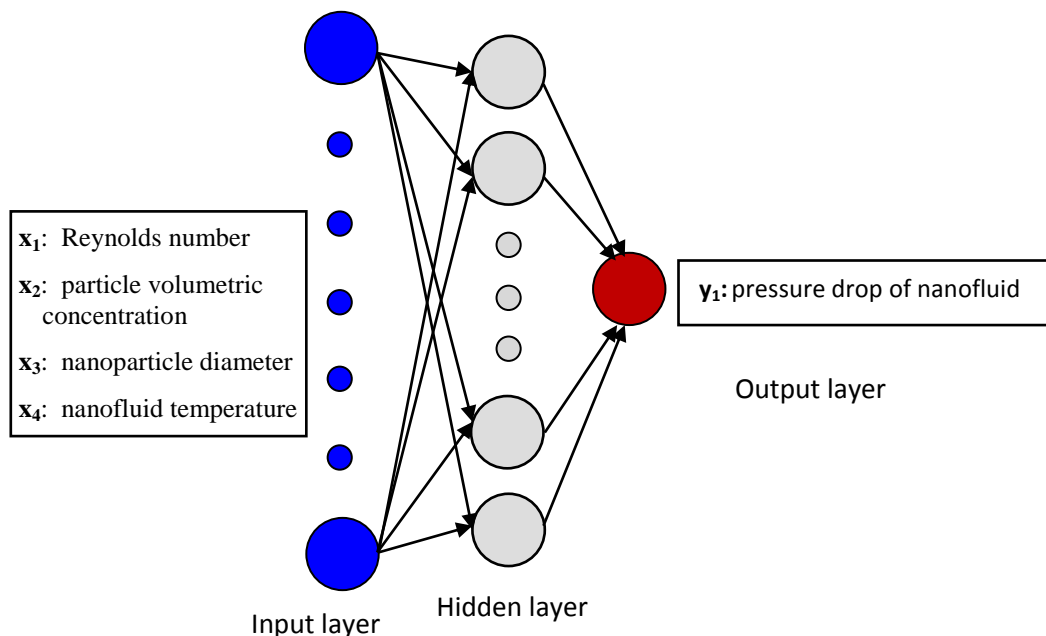 x₁: Reynolds number
x₂: particle volumetric
concentration
x₃: nanoparticle diameter
x₄: nanofluid temperature
y₁: pressure drop of nanofluid
Output layer
Hidden layer
Input layer